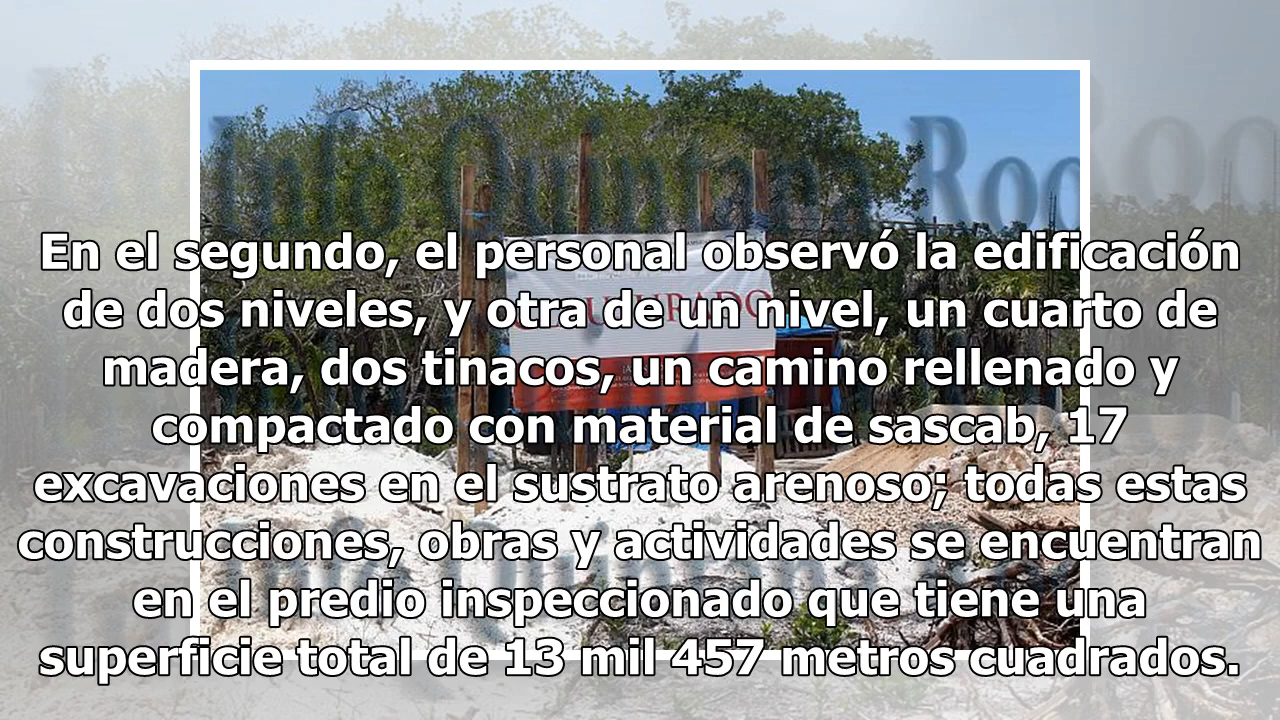 Info Quintana Roo
En el segundo, el personal observó la edificación
de dos niveles, y otra de un nivel, un cuarto de
madera, dos tinacos, un camino rellenado y
compactado con material de sascab, 17
excavaciones en el sustrato arenoso; todas estas
construcciones, obras y actividades se encuentran
en el predio inspeccionado que tiene una
superficie total de 13 mil 457 metros cuadrados.